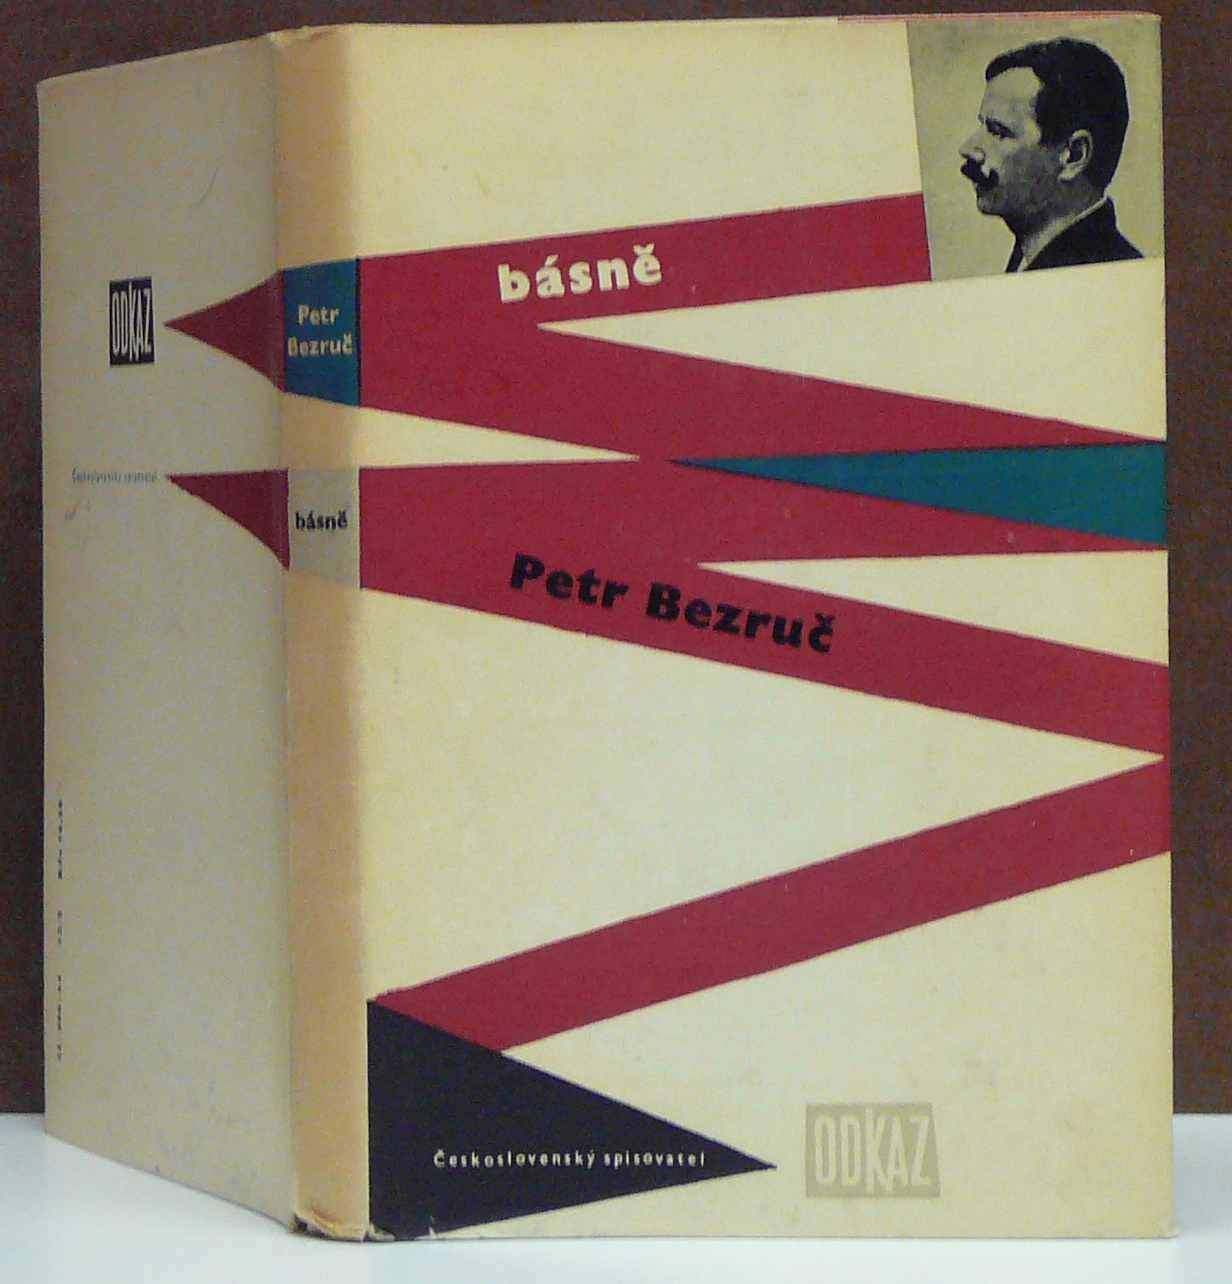 básně
Petr Bezruč
Československý spisovatel
ODKAZ
Petr
Bezruč
básně
ODKAZ